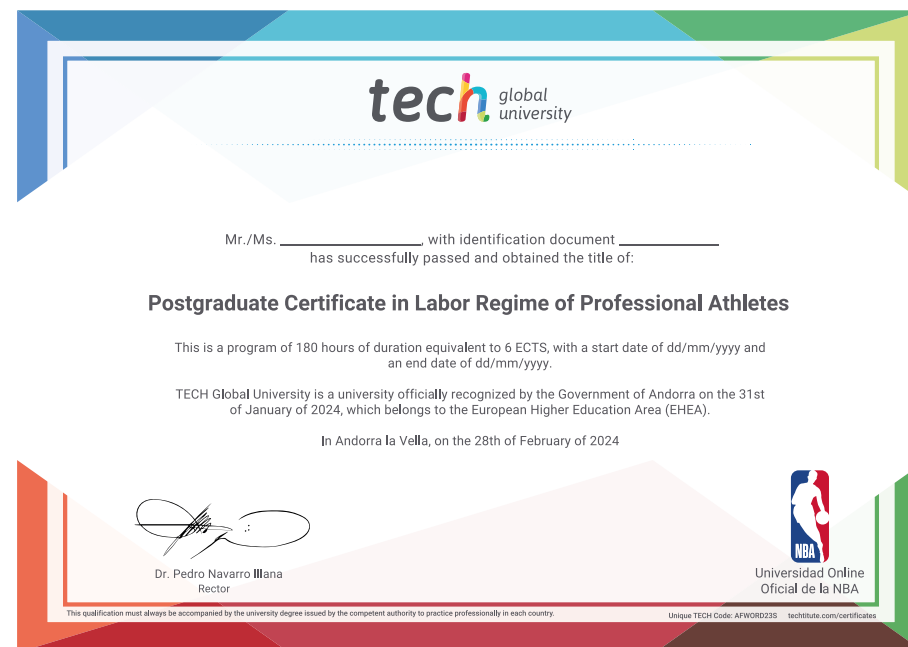 tech global university
Mr./Ms. ____________, with identification document ____________
has successfully passed and obtained the title of:
Postgraduate Certificate in Labor Regime of Professional Athletes
This is a program of 180 hours of duration equivalent to 6 ECTS, with a start date of dd/mm/yyyy and
an end date of dd/mm/yyyy.
TECH Global University is a university officially recognized by the Government of Andorra on the 31st
of January of 2024, which belongs to the European Higher Education Area (EHEA).
In Andorra la Vella, on the 28th of February of 2024
Dr. Pedro Navarro Illana
Rector
NBA
Universidad Online
Oficial de la NBA
This qualification must always be accompanied by the university degree issued by the competent authority to practice professionally in each country.
Unique TECH Code: AFWORD23S techtitute.com/certificates